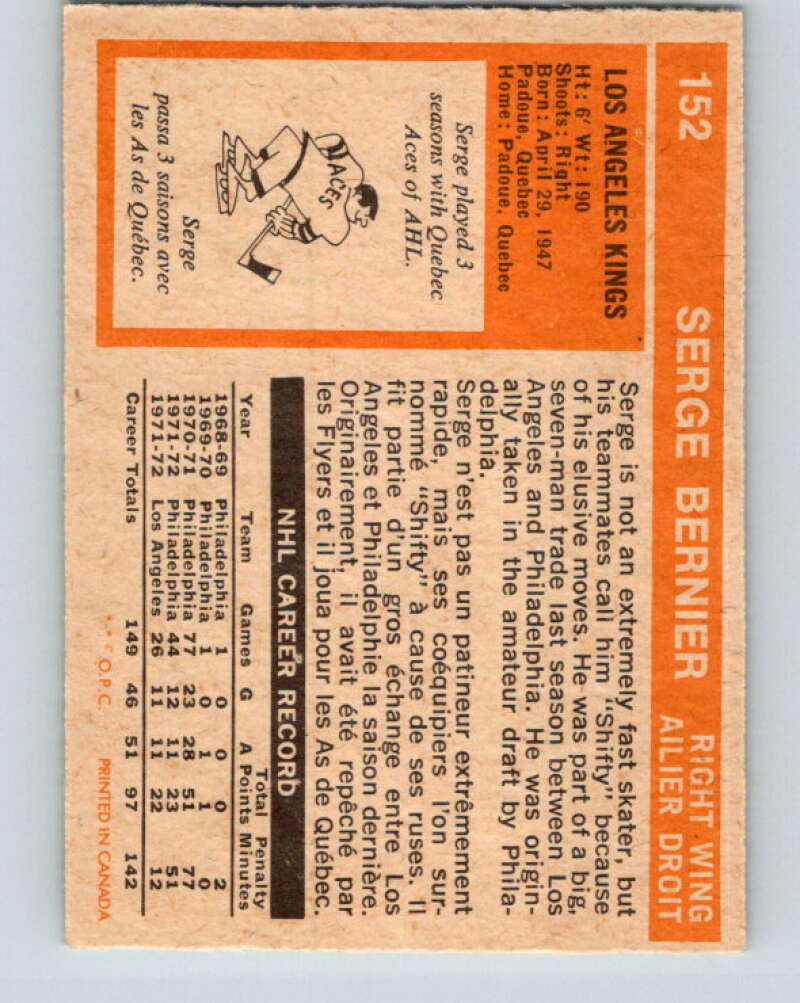 152 SERGE BERNIER RIGHT WING
AILIER DROIT
LOS ANGELES KINGS
Ht: 6' Wt: 190
Shoots: Right
Born: April 29, 1947
Padoue, Quebec
Home: Padoue, Quebec
Serge played 3
seasons with Quebec
Aces of AHL.
ACES
Serge
passa 3 saisons avec
les As de Québec.
Serge is not an extremely fast skater, but
his teammates call him "Shifty" because
of his elusive moves. He was part of a big,
seven-man trade last season between Los
Angeles and Philadelphia. He was origin-
ally taken in the amateur draft by Phila-
delphia.
Serge n'est pas un patineur extrêmement
rapide, mais ses coéquipiers l'on sur-
nommé "Shifty" à cause de ses ruses. Il
fit partie d'un gros échange entre Los
Angeles et Philadelphie la saison dernière.
Originairement, il avait été repêché par
les Flyers et il joua pour les As de Québec.
NHL CAREER RECORD
Total Penalty
Year Team Games G A Points Minutes
1968-69 Philadelphia 1 0 0 0 2
1969-70 Philadelphia 1 0 1 1 0
1970-71 Philadelphia 77 23 28 51 77
1971-72 Philadelphia 44 12 11 23 51
1971-72 Los Angeles 26 11 11 22 12
Career Totals 149 46 51 97 142
O.P.C. PRINTED IN CANADA